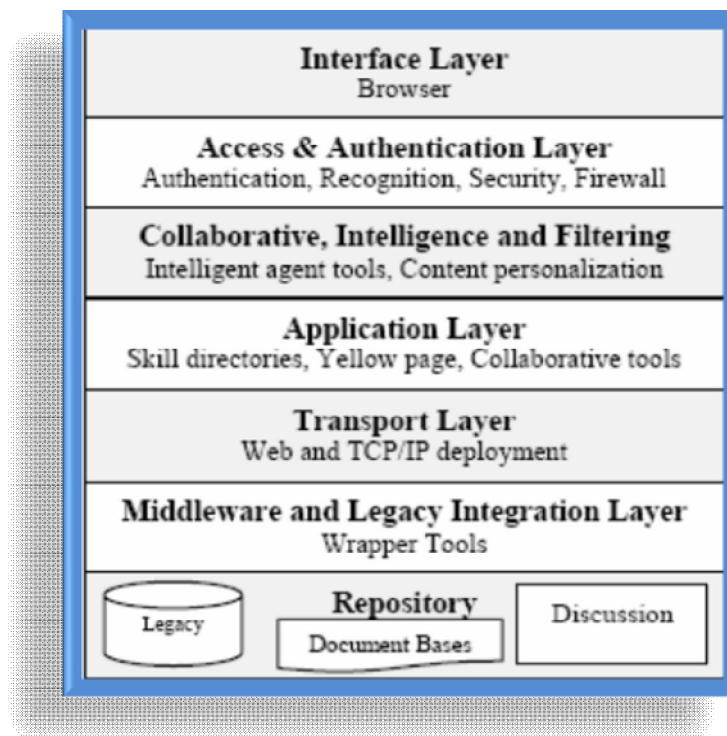 Interface Layer
Browser
Access & Authentication Layer
Authentication, Recognition, Security, Firewall
Collaborative, Intelligence and Filtering
Intelligent agent tools, Content personalization
Application Layer
Skill directories, Yellow page, Collaborative tools
Transport Layer
Web and TCP/IP deployment
Middleware and Legacy Integration Layer
Wrapper Tools
Repository
Legacy
Document Bases
Discussion